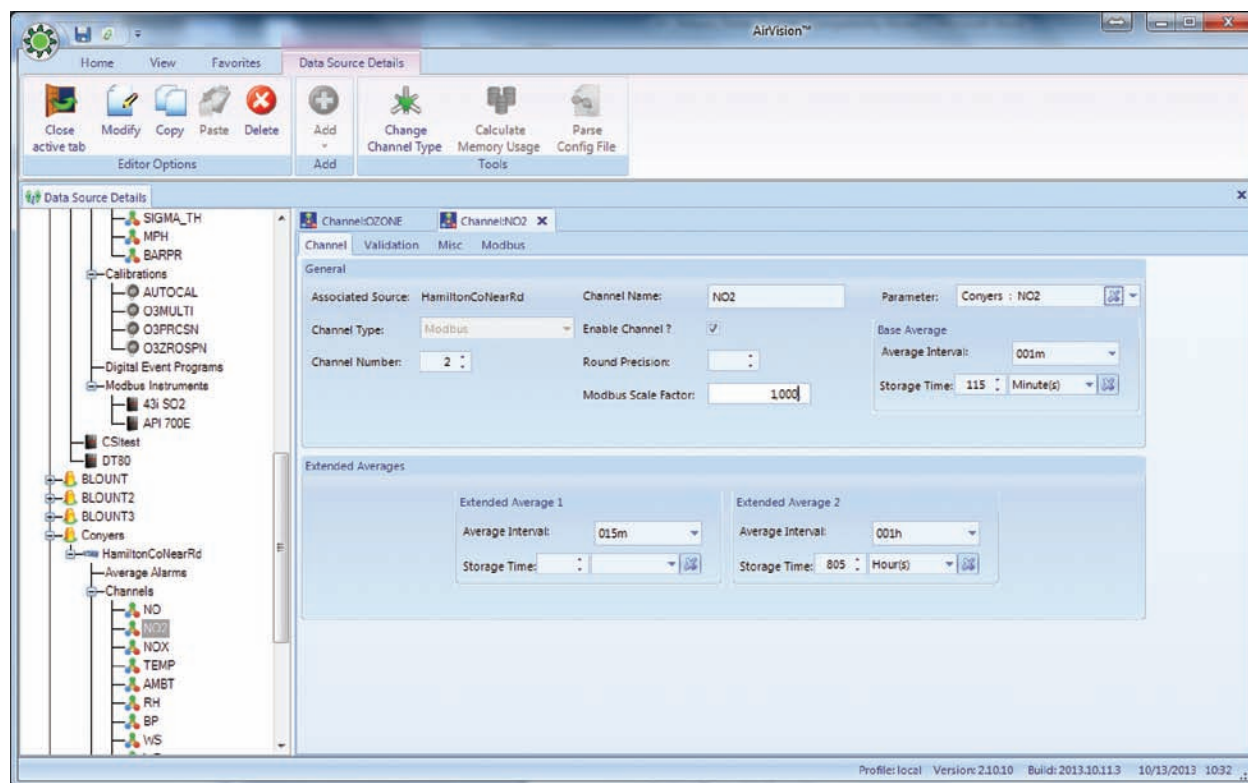 AirVision™
Home View Favorites Data Source Details
Close active tab Modify Copy Paste Delete Add Change Channel Type Calculate Memory Usage Parse Config File
Editor Options Add Tools
Data Source Details
SIGMA_TH
MPH
BARPR
Calibrations
AUTOCAL
O3MULTI
O3PRCSN
O3ZROSPN
Digital Event Programs
Modbus Instruments
43i SO2
API 700E
CSItest
DT80
BLOUNT
BLOUNT2
BLOUNT3
Conyers
HamiltonCoNearRd
Average Alarms
Channels
NO
NO2
NOX
TEMP
AMBT
RH
BP
WS
Channel:OZONE Channel:NO2
Channel Validation Misc Modbus
General
Associated Source: HamiltonCoNearRd Channel Name: NO2 Parameter: Conyers : NO2
Channel Type: Modbus Enable Channel ? Base Average
Channel Number: 2 Round Precision: Average Interval: 001m
Modbus Scale Factor: 1,000 Storage Time: 115 Minute(s)
Extended Averages
Extended Average 1 Extended Average 2
Average Interval: 015m Average Interval: 001h
Storage Time: Storage Time: 805 Hour(s)
Profile: local Version: 2.10.10 Build: 2013.10.11.3 10/13/2013 10:32